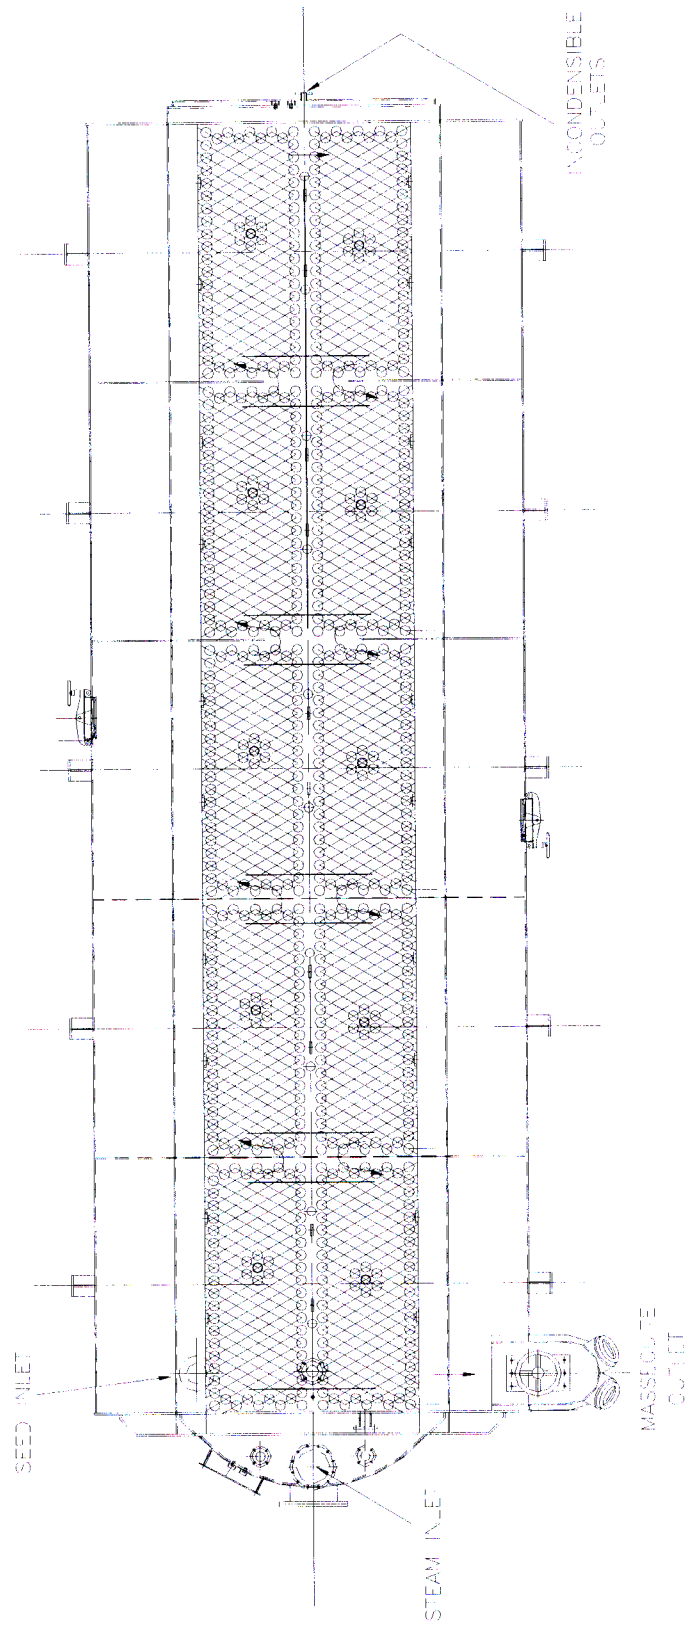 INCONDENSIBLE
OUTLETS
SEED INLET
MASSECUITE
OUTLET
STEAM INLET